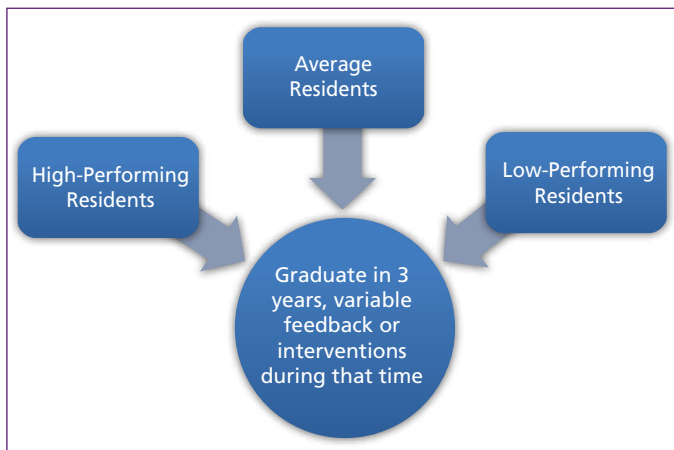 Average
Residents
High-Performing
Residents
Low-Performing
Residents
Graduate in 3
years, variable
feedback or
interventions
during that time